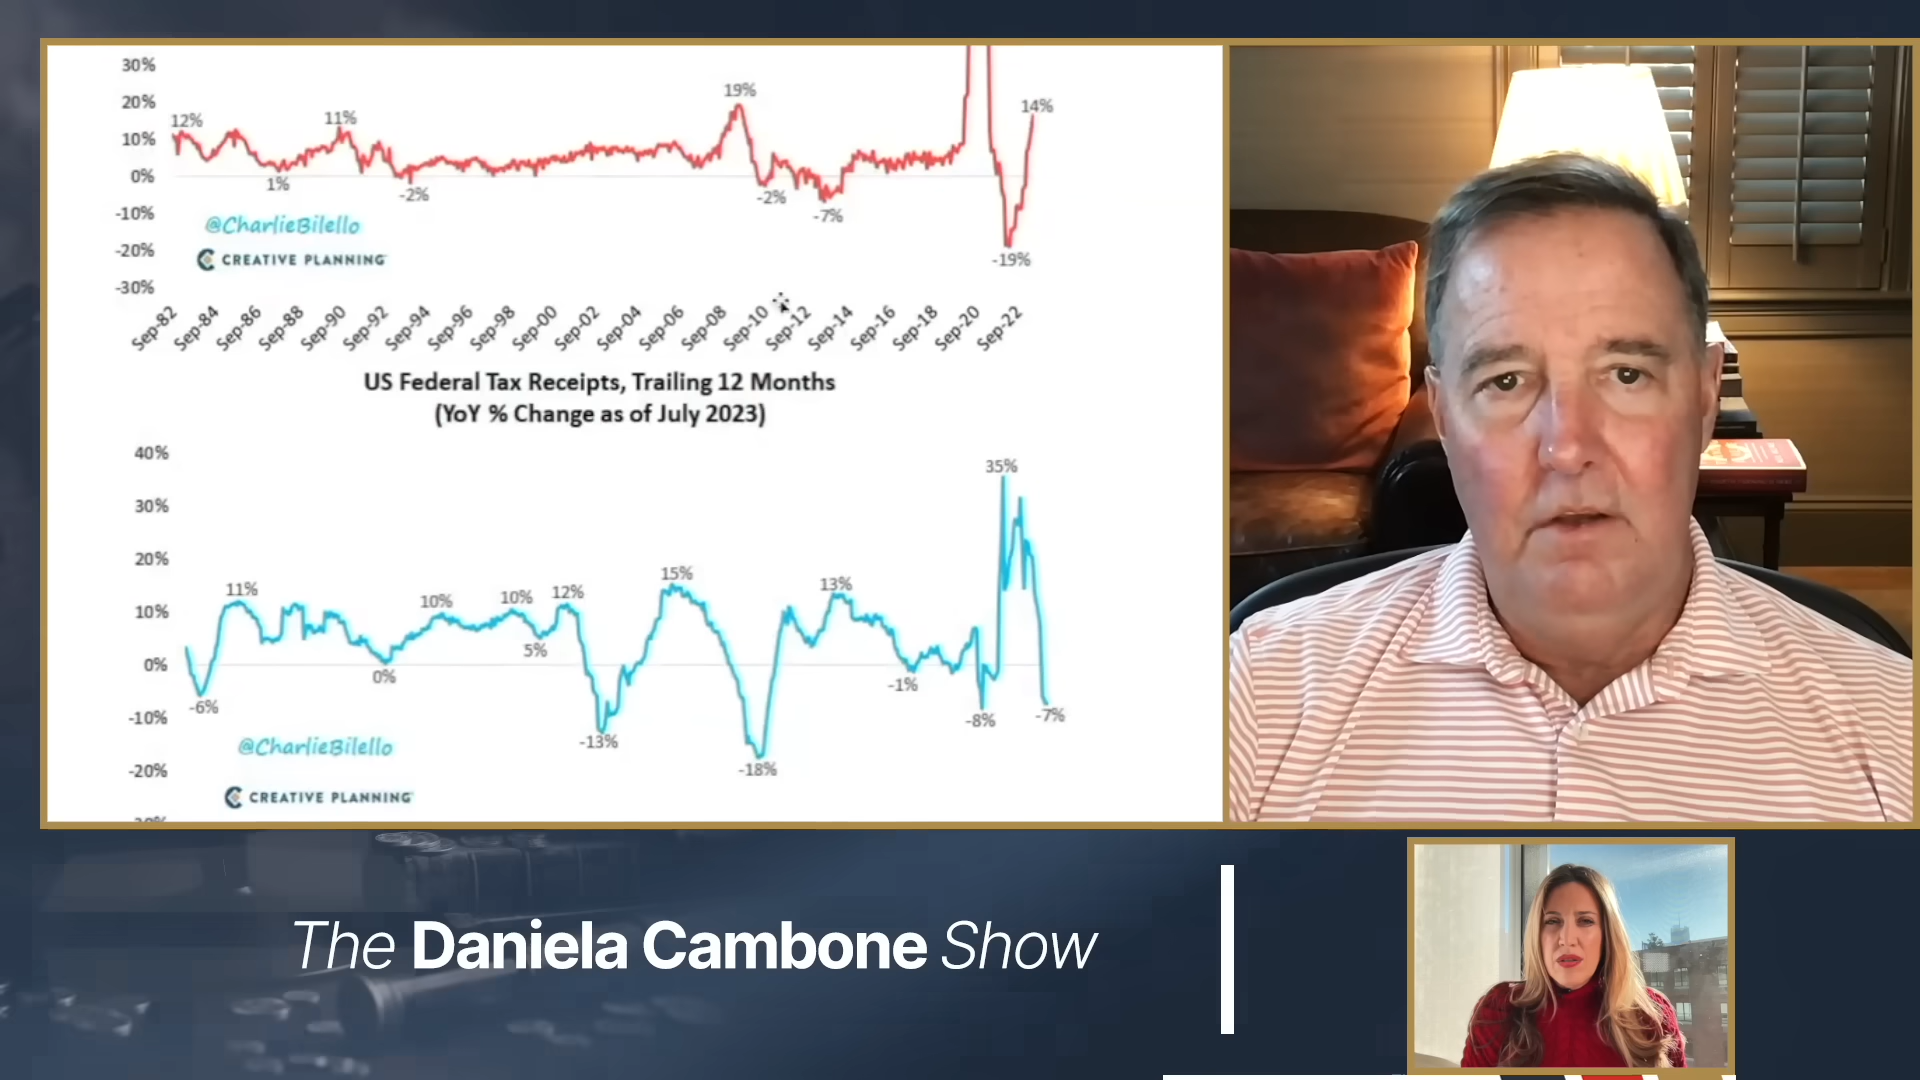 30%
20%
10%
0%
-10%
-20%
-30%
12%
1%
11%
-2%
19%
-2%
-7%
-19%
14%
@CharlieBilello
CREATIVE PLANNING
Sep-82
Sep-84
Sep-86
Sep-88
Sep-90
Sep-92
Sep-94
Sep-96
Sep-98
Sep-00
Sep-02
Sep-04
Sep-06
Sep-08
Sep-10
Sep-12
Sep-14
Sep-16
Sep-18
Sep-20
Sep-22
US Federal Tax Receipts, Trailing 12 Months
(YoY % Change as of July 2023)
40%
30%
20%
10%
0%
-10%
-20%
-6%
11%
0%
10%
10%
5%
12%
-13%
15%
-18%
13%
-1%
-8%
35%
-7%
@CharlieBilello
CREATIVE PLANNING
The Daniela Cambone Show